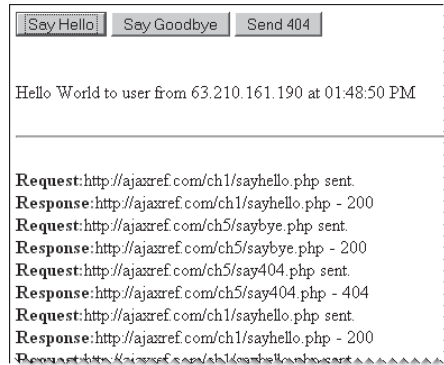 Say Hello Say Goodbye Send 404
Hello World to user from 63.210.161.190 at 01:48:50 PM
Request:http://ajaxref.com/ch1/sayhello.php sent.
Response:http://ajaxref.com/ch1/sayhello.php - 200
Request:http://ajaxref.com/ch5/saybye.php sent.
Response:http://ajaxref.com/ch5/saybye.php - 200
Request:http://ajaxref.com/ch5/say404.php sent.
Response:http://ajaxref.com/ch5/say404.php - 404
Request:http://ajaxref.com/ch1/sayhello.php sent.
Response:http://ajaxref.com/ch1/sayhello.php - 200